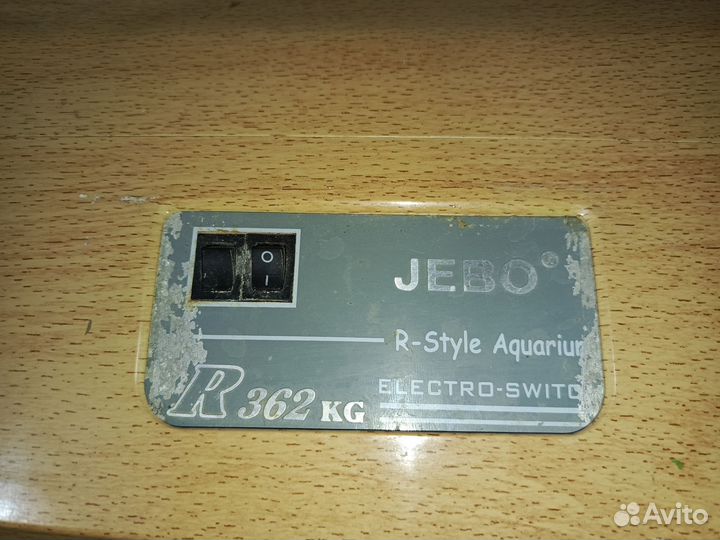 O
I
JEBO®
R-Style Aquariu
R 362 KG
ELECTRO-SWITC
Avito